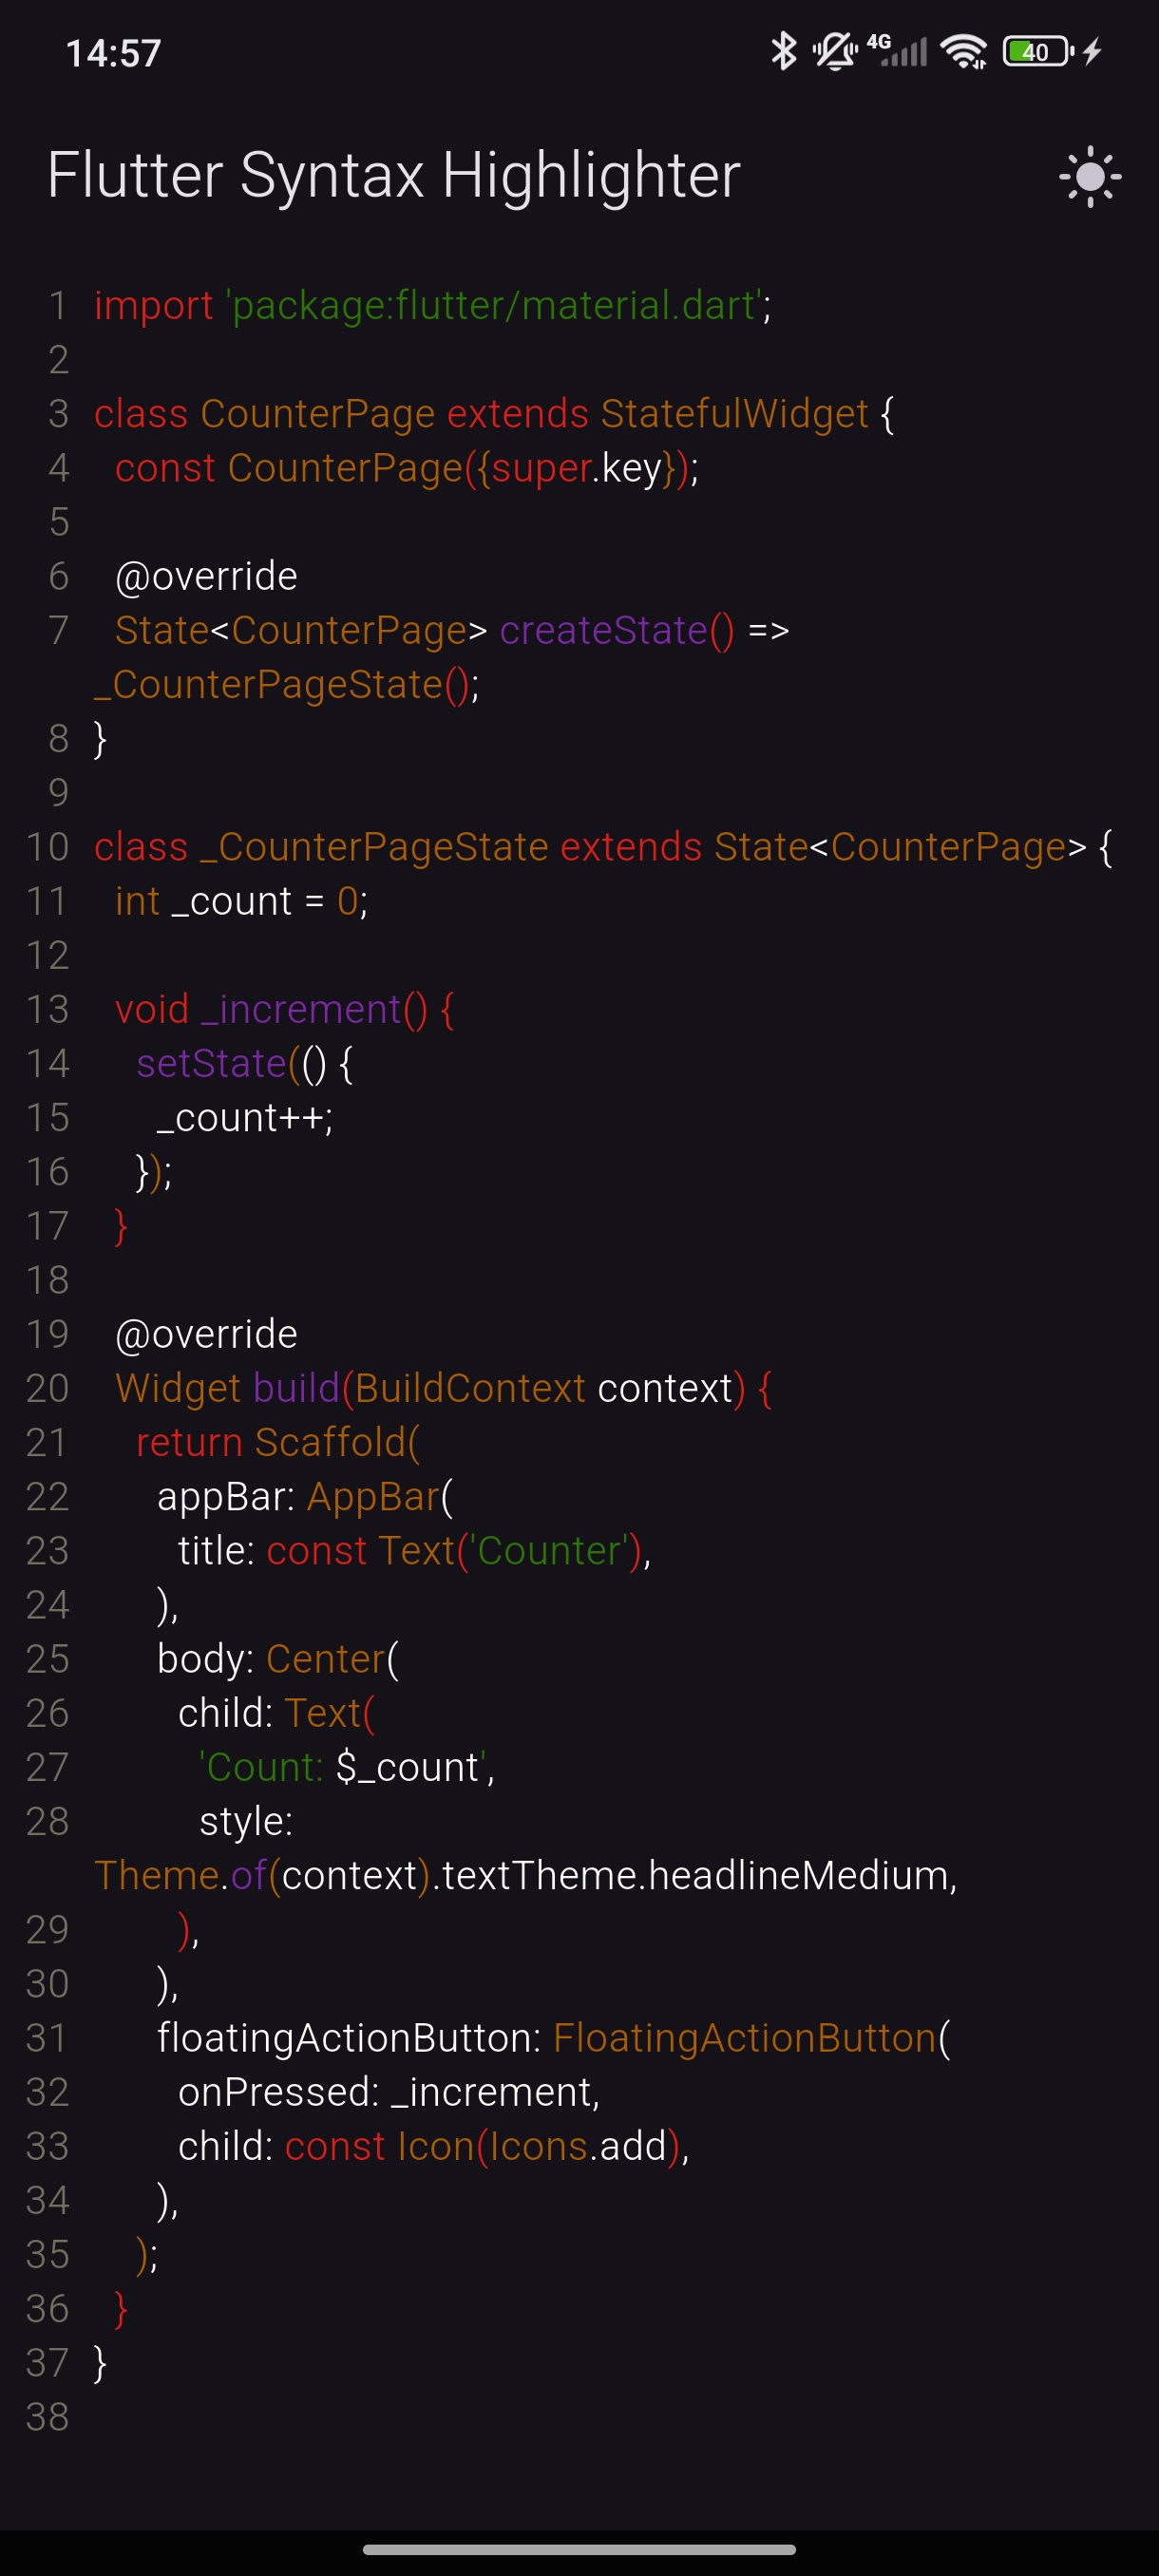 14:57 4G 40
Flutter Syntax Highlighter
1 import 'package:flutter/material.dart';
2
3 class CounterPage extends StatefulWidget {
4   const CounterPage({super.key});
5
6   @override
7   State<CounterPage> createState() =>
_CounterPageState();
8 }
9
10 class _CounterPageState extends State<CounterPage> {
11   int _count = 0;
12
13   void _increment() {
14     setState(() {
15       _count++;
16     });
17   }
18
19   @override
20   Widget build(BuildContext context) {
21     return Scaffold(
22       appBar: AppBar(
23         title: const Text('Counter'),
24       ),
25       body: Center(
26         child: Text(
27           'Count: $_count',
28           style:
Theme.of(context).textTheme.headlineMedium,
29         ),
30       ),
31       floatingActionButton: FloatingActionButton(
32         onPressed: _increment,
33         child: const Icon(Icons.add),
34       ),
35     );
36   }
37 }
38